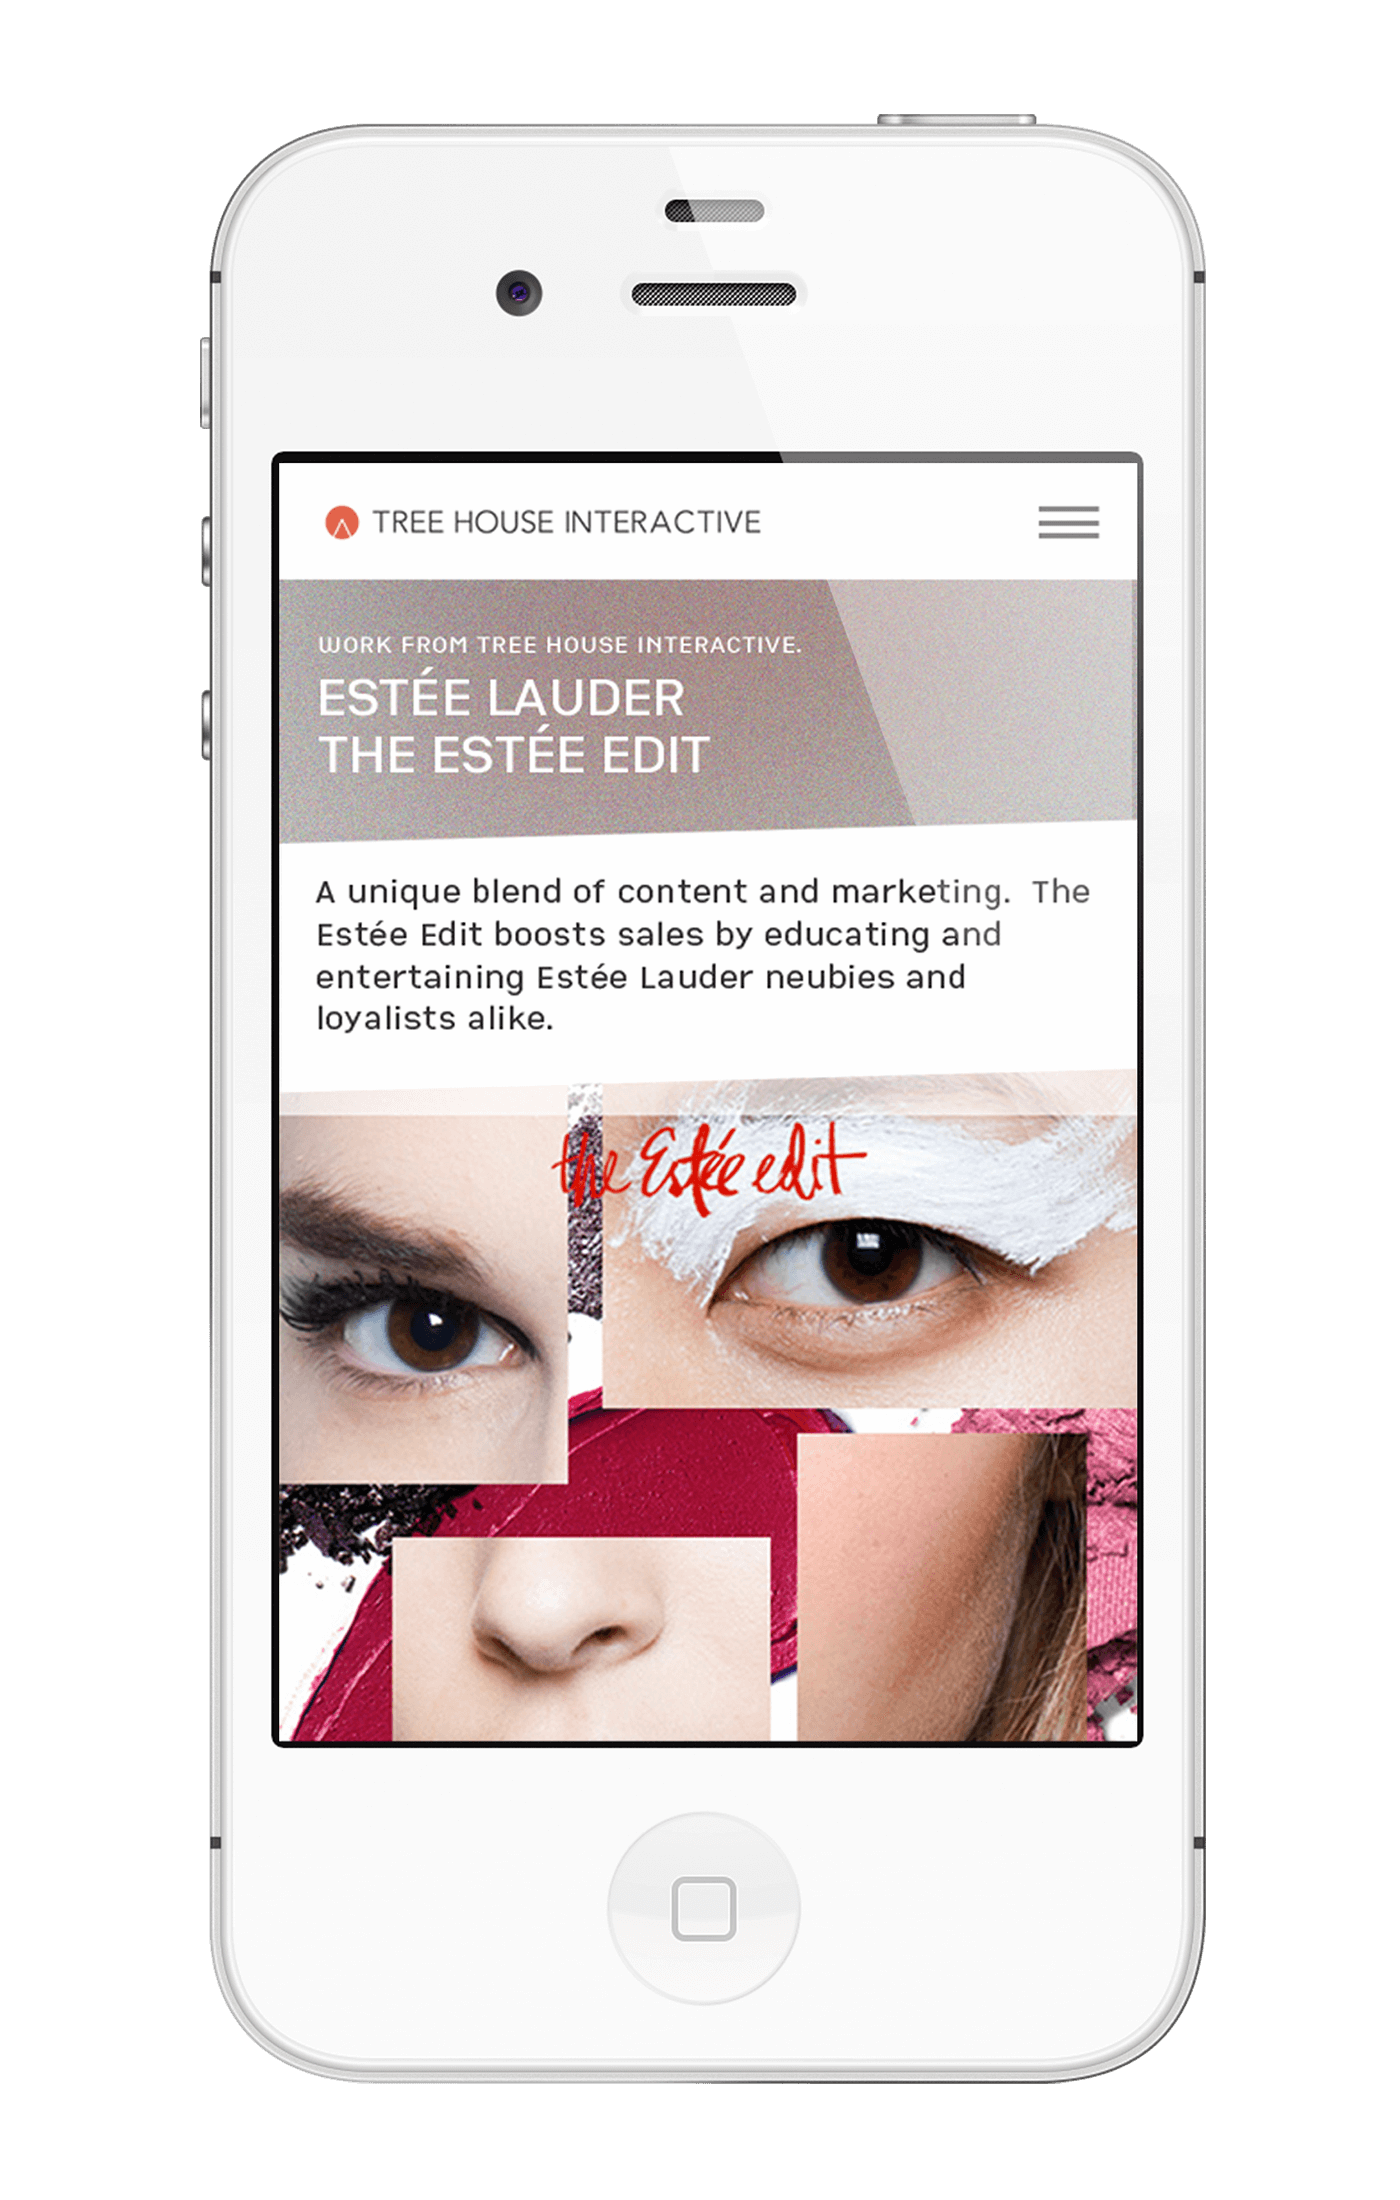 TREE HOUSE INTERACTIVE
WORK FROM TREE HOUSE INTERACTIVE.
ESTÉE LAUDER
THE ESTÉE EDIT
A unique blend of content and marketing.  The
Estée Edit boosts sales by educating and
entertaining Estée Lauder neubies and
loyalists alike.
the Estée edit